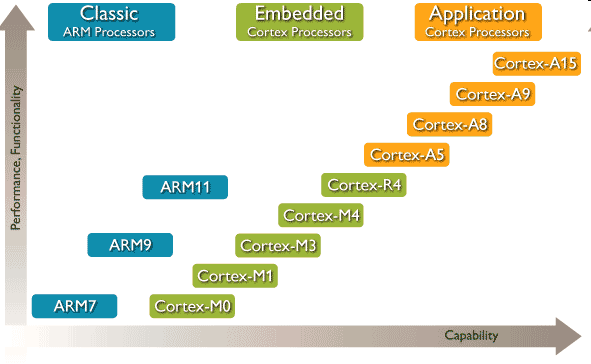 Classic
ARM Processors
Embedded
Cortex Processors
Application
Cortex Processors
Cortex-A15
Cortex-A9
Cortex-A8
Cortex-A5
ARM11
Cortex-R4
Cortex-M4
ARM9
Cortex-M3
Cortex-M1
ARM7
Cortex-M0
Performance, Functionality
Capability